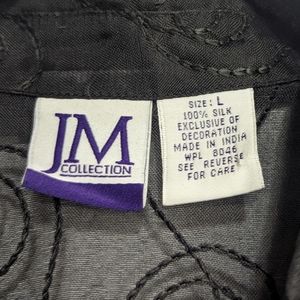 JM
COLLECTION
SIZE: L
100% SILK
EXCLUSIVE OF
DECORATION
MADE IN INDIA
WPL 8046
SEE REVERSE
FOR CARE